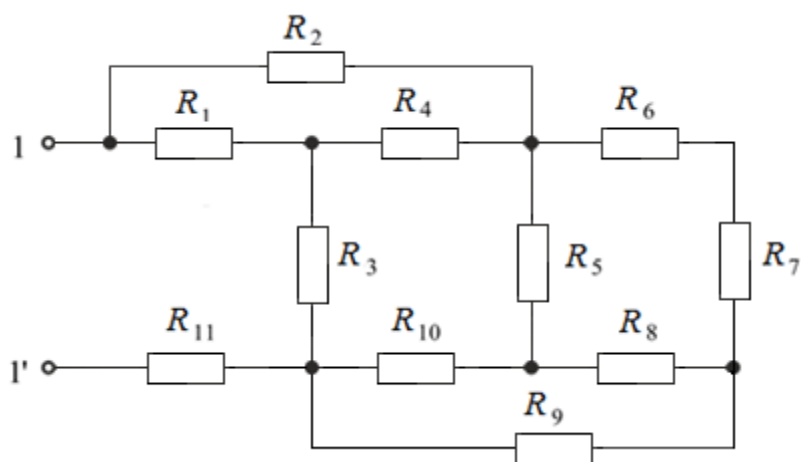 R₂
R₁ R₄ R₆
1
R₃ R₅ R₇
R₁₁ R₁₀ R₈
1'
R₉